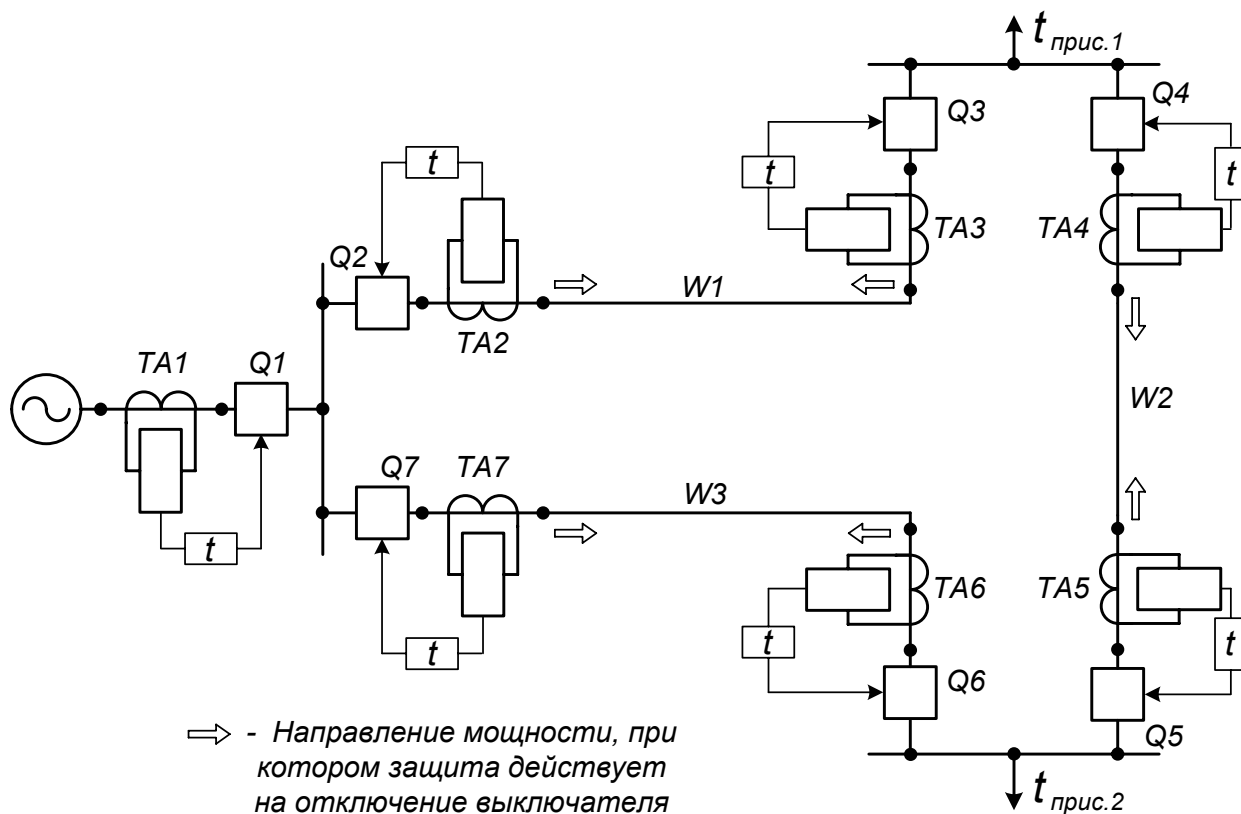 t прис.1
Q3
Q4
t
t
t
TA3
TA4
Q2
W1
TA2
TA1
Q1
W2
Q7
TA7
W3
t
t
TA6
TA5
t
t
Q6
Q5
- Направление мощности, при
котором защита действует
на отключение выключателя
t прис.2